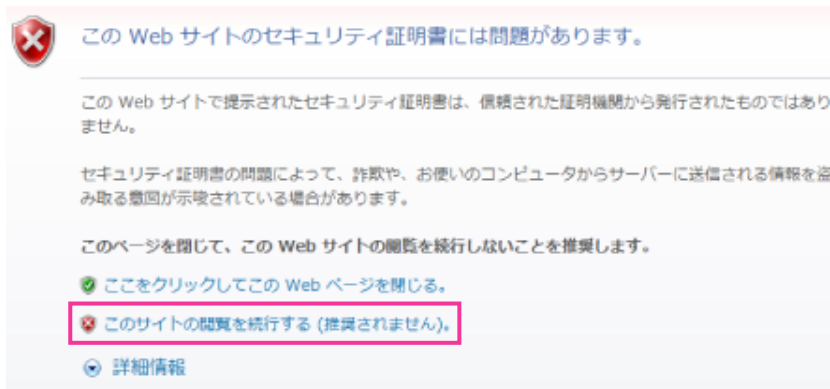 この Web サイトのセキュリティ証明書には問題があります。
この Web サイトで提示されたセキュリティ証明書は、信頼された証明機関から発行されたものではあり
ません。
セキュリティ証明書の問題によって、詐欺や、お使いのコンピュータからサーバーに送信される情報を盗
み取る意図が示唆されている場合があります。
このページを閉じて、この Web サイトの閲覧を続行しないことを推奨します。
ここをクリックしてこの Web ページを閉じる。
このサイトの閲覧を続行する (推奨されません)。
詳細情報